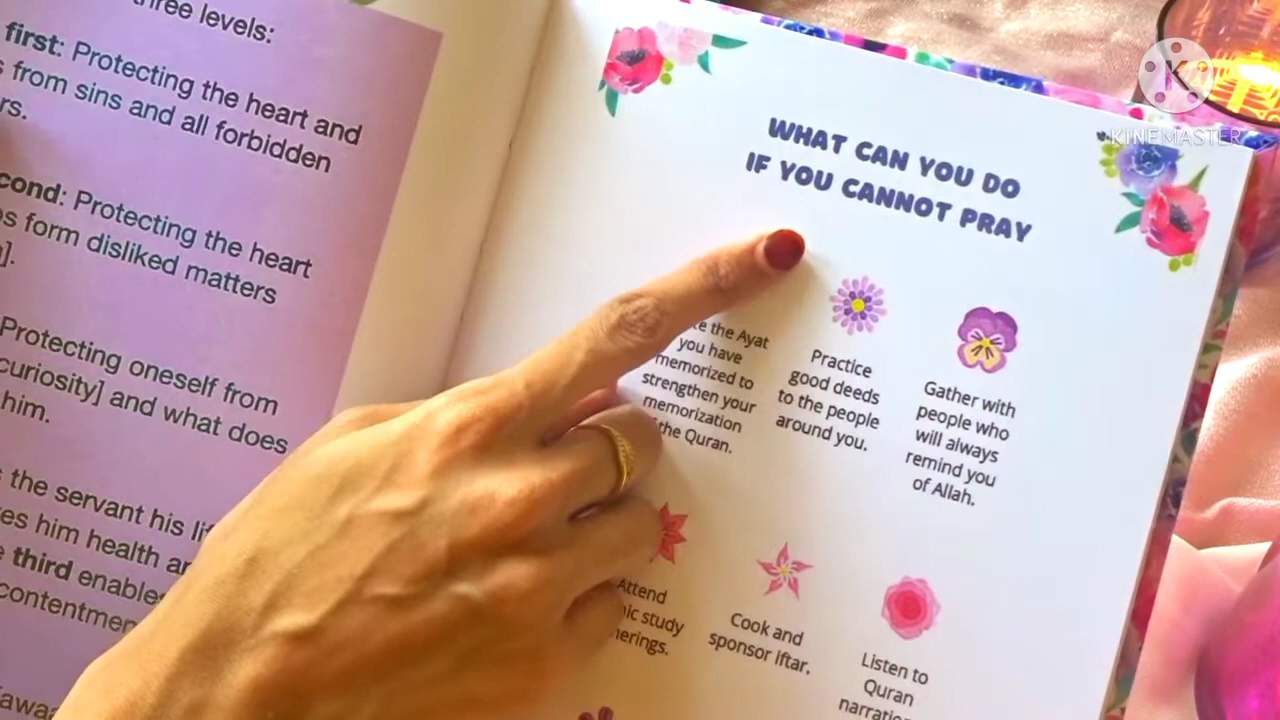 three levels:
first: Protecting the heart and
s from sins and all forbidden
rs.
cond: Protecting the heart
s form disliked matters
].
Protecting oneself from
curiosity] and what does
him.
the servant his
es him health
third
contentmen
WHAT CAN YOU DO
IF YOU CANNOT PRAY
the Ayat
you have
memorized to
strengthen your
memorization
the Quran.
Practice
good deeds
to the people
around you.
Gather with
people who
will always
remind you
of Allah.
Attend
study
Cook and
sponsor iftar.
Listen to
Quran
K
KINEMASTER